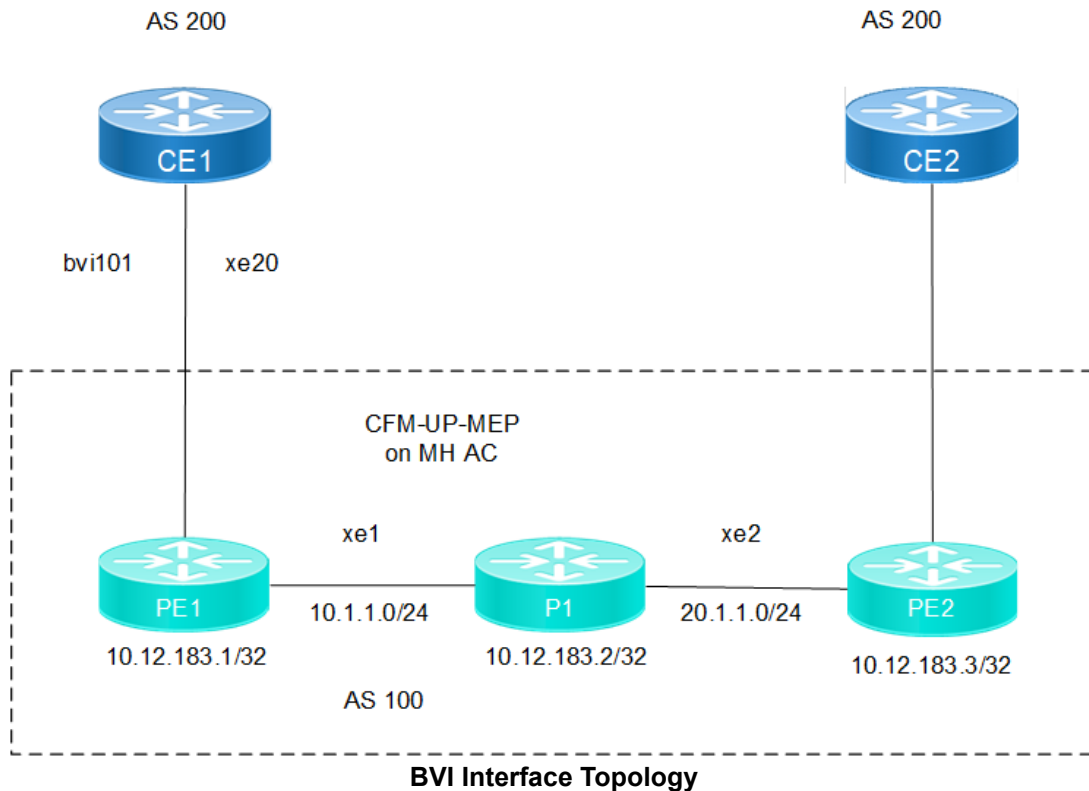 AS 200
AS 200
CE1
CE2
bvi101
xe20
CFM-UP-MEP
on MH AC
xe1
xe2
PE1
10.1.1.0/24
P1
20.1.1.0/24
PE2
10.12.183.1/32
10.12.183.2/32
10.12.183.3/32
AS 100
BVI Interface Topology